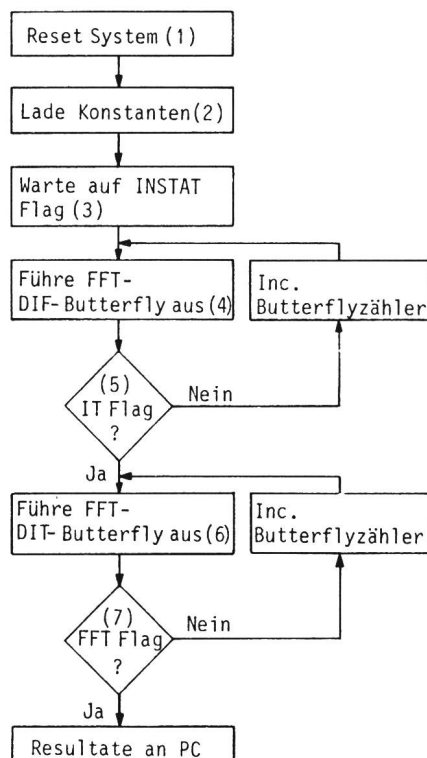 Reset System (1)
Lade Konstanten(2)
Warte auf INSTAT
Flag (3)
Führe FFT-
DIF-Butterfly aus(4)
Inc.
Butterflyzähler
(5)
IT Flag
?
Nein
Ja
Führe FFT-
DIT-Butterfly aus(6)
Inc.
Butterflyzähler
(7)
FFT Flag
?
Nein
Ja
Resultate an PC